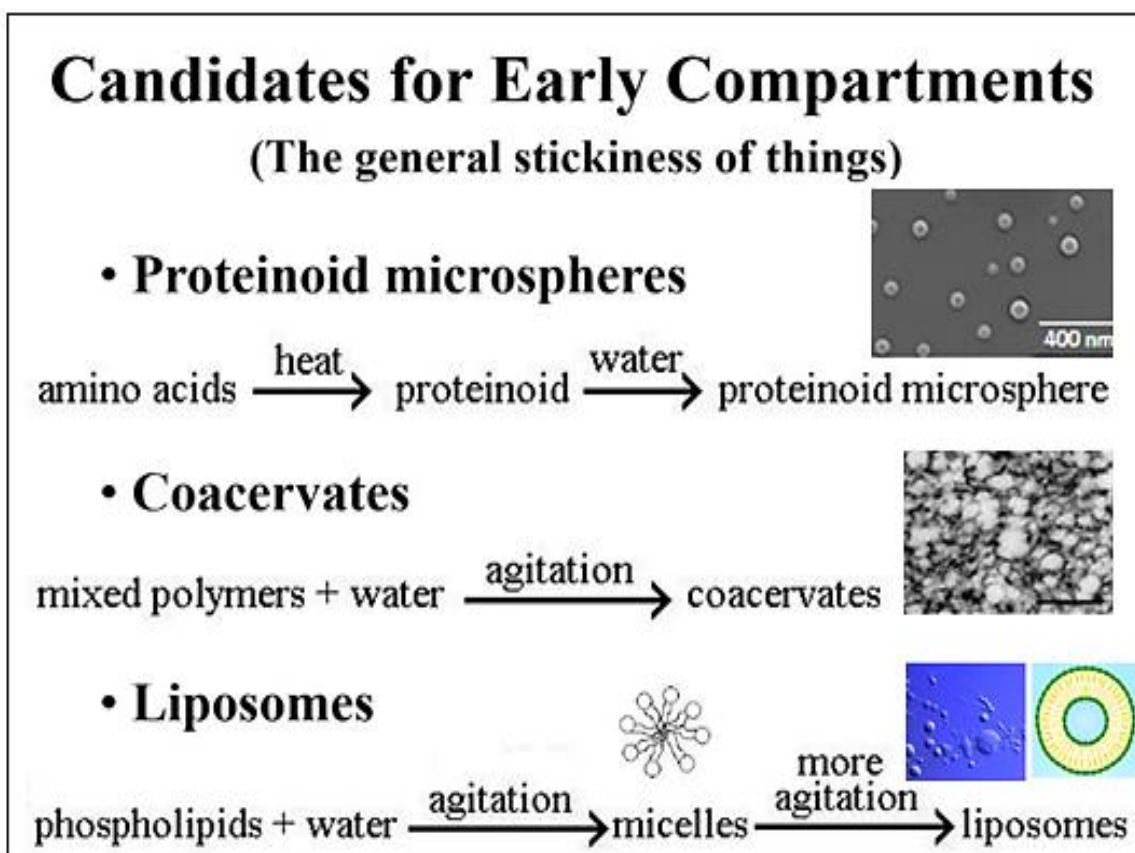 Candidates for Early Compartments
(The general stickiness of things)
• Proteinoid microspheres
400 nm
heat
water
amino acids → proteinoid → proteinoid microsphere
• Coacervates
agitation
mixed polymers + water → coacervates
• Liposomes
agitation
more
agitation
phospholipids + water → micelles → liposomes